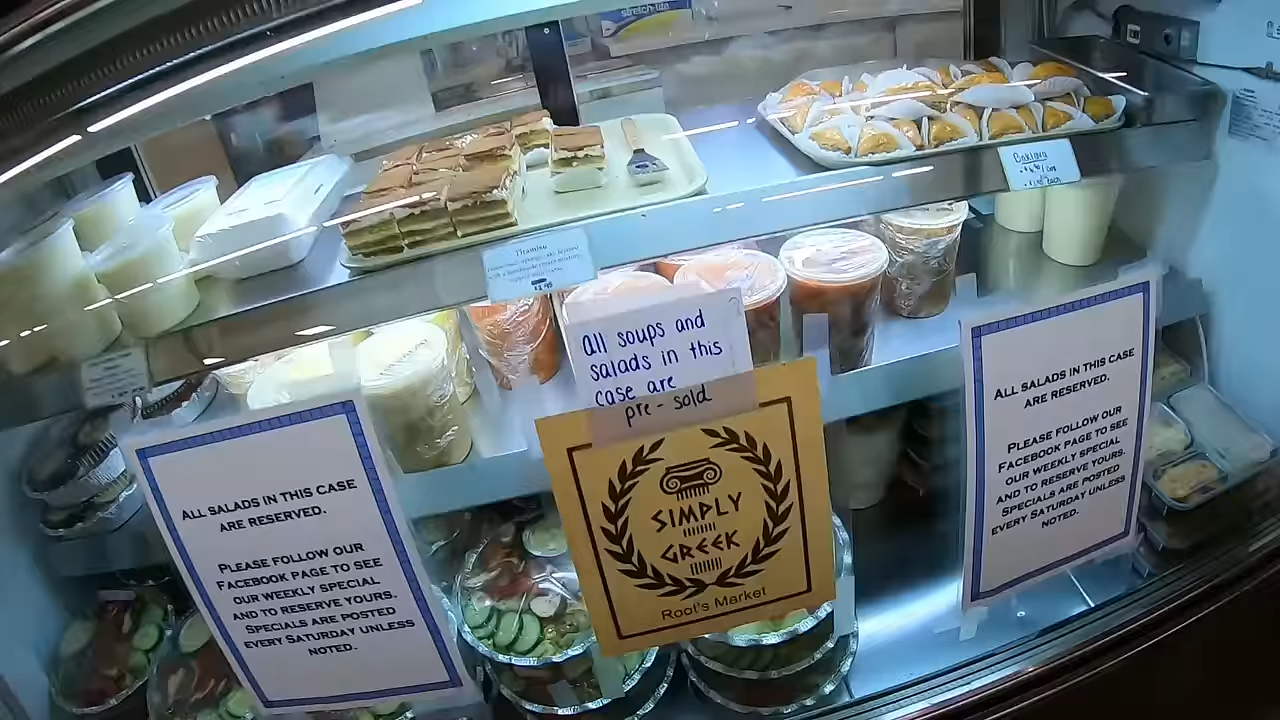 stretch-tite
Baklava
Tiramisu
all soups and
salads in this
case are
pre-sold
ALL SALADS IN THIS CASE
ARE RESERVED.
PLEASE FOLLOW OUR
FACEBOOK PAGE TO SEE
OUR WEEKLY SPECIAL
AND TO RESERVE YOURS.
SPECIALS ARE POSTED
EVERY SATURDAY UNLESS
NOTED.
SIMPLY
GREEK
Root's Market
ALL SALADS IN THIS CASE
ARE RESERVED.
PLEASE FOLLOW OUR
FACEBOOK PAGE TO SEE
OUR WEEKLY SPECIAL
AND TO RESERVE YOURS.
SPECIALS ARE POSTED
EVERY SATURDAY UNLESS
NOTED.